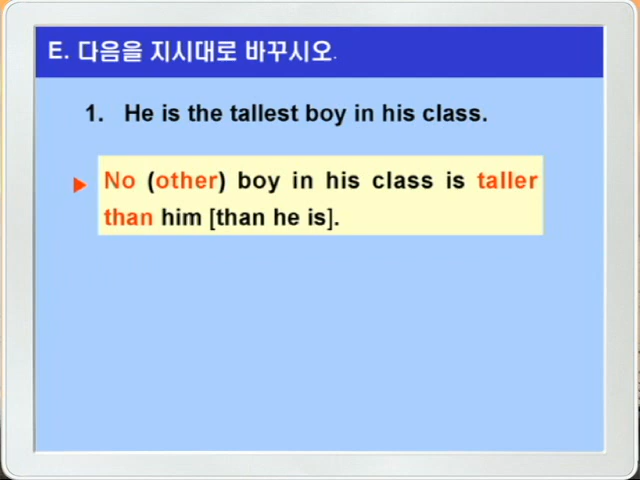 E. 다음을 지시대로 바꾸시오.
1. He is the tallest boy in his class.
No (other) boy in his class is taller
than him [than he is].